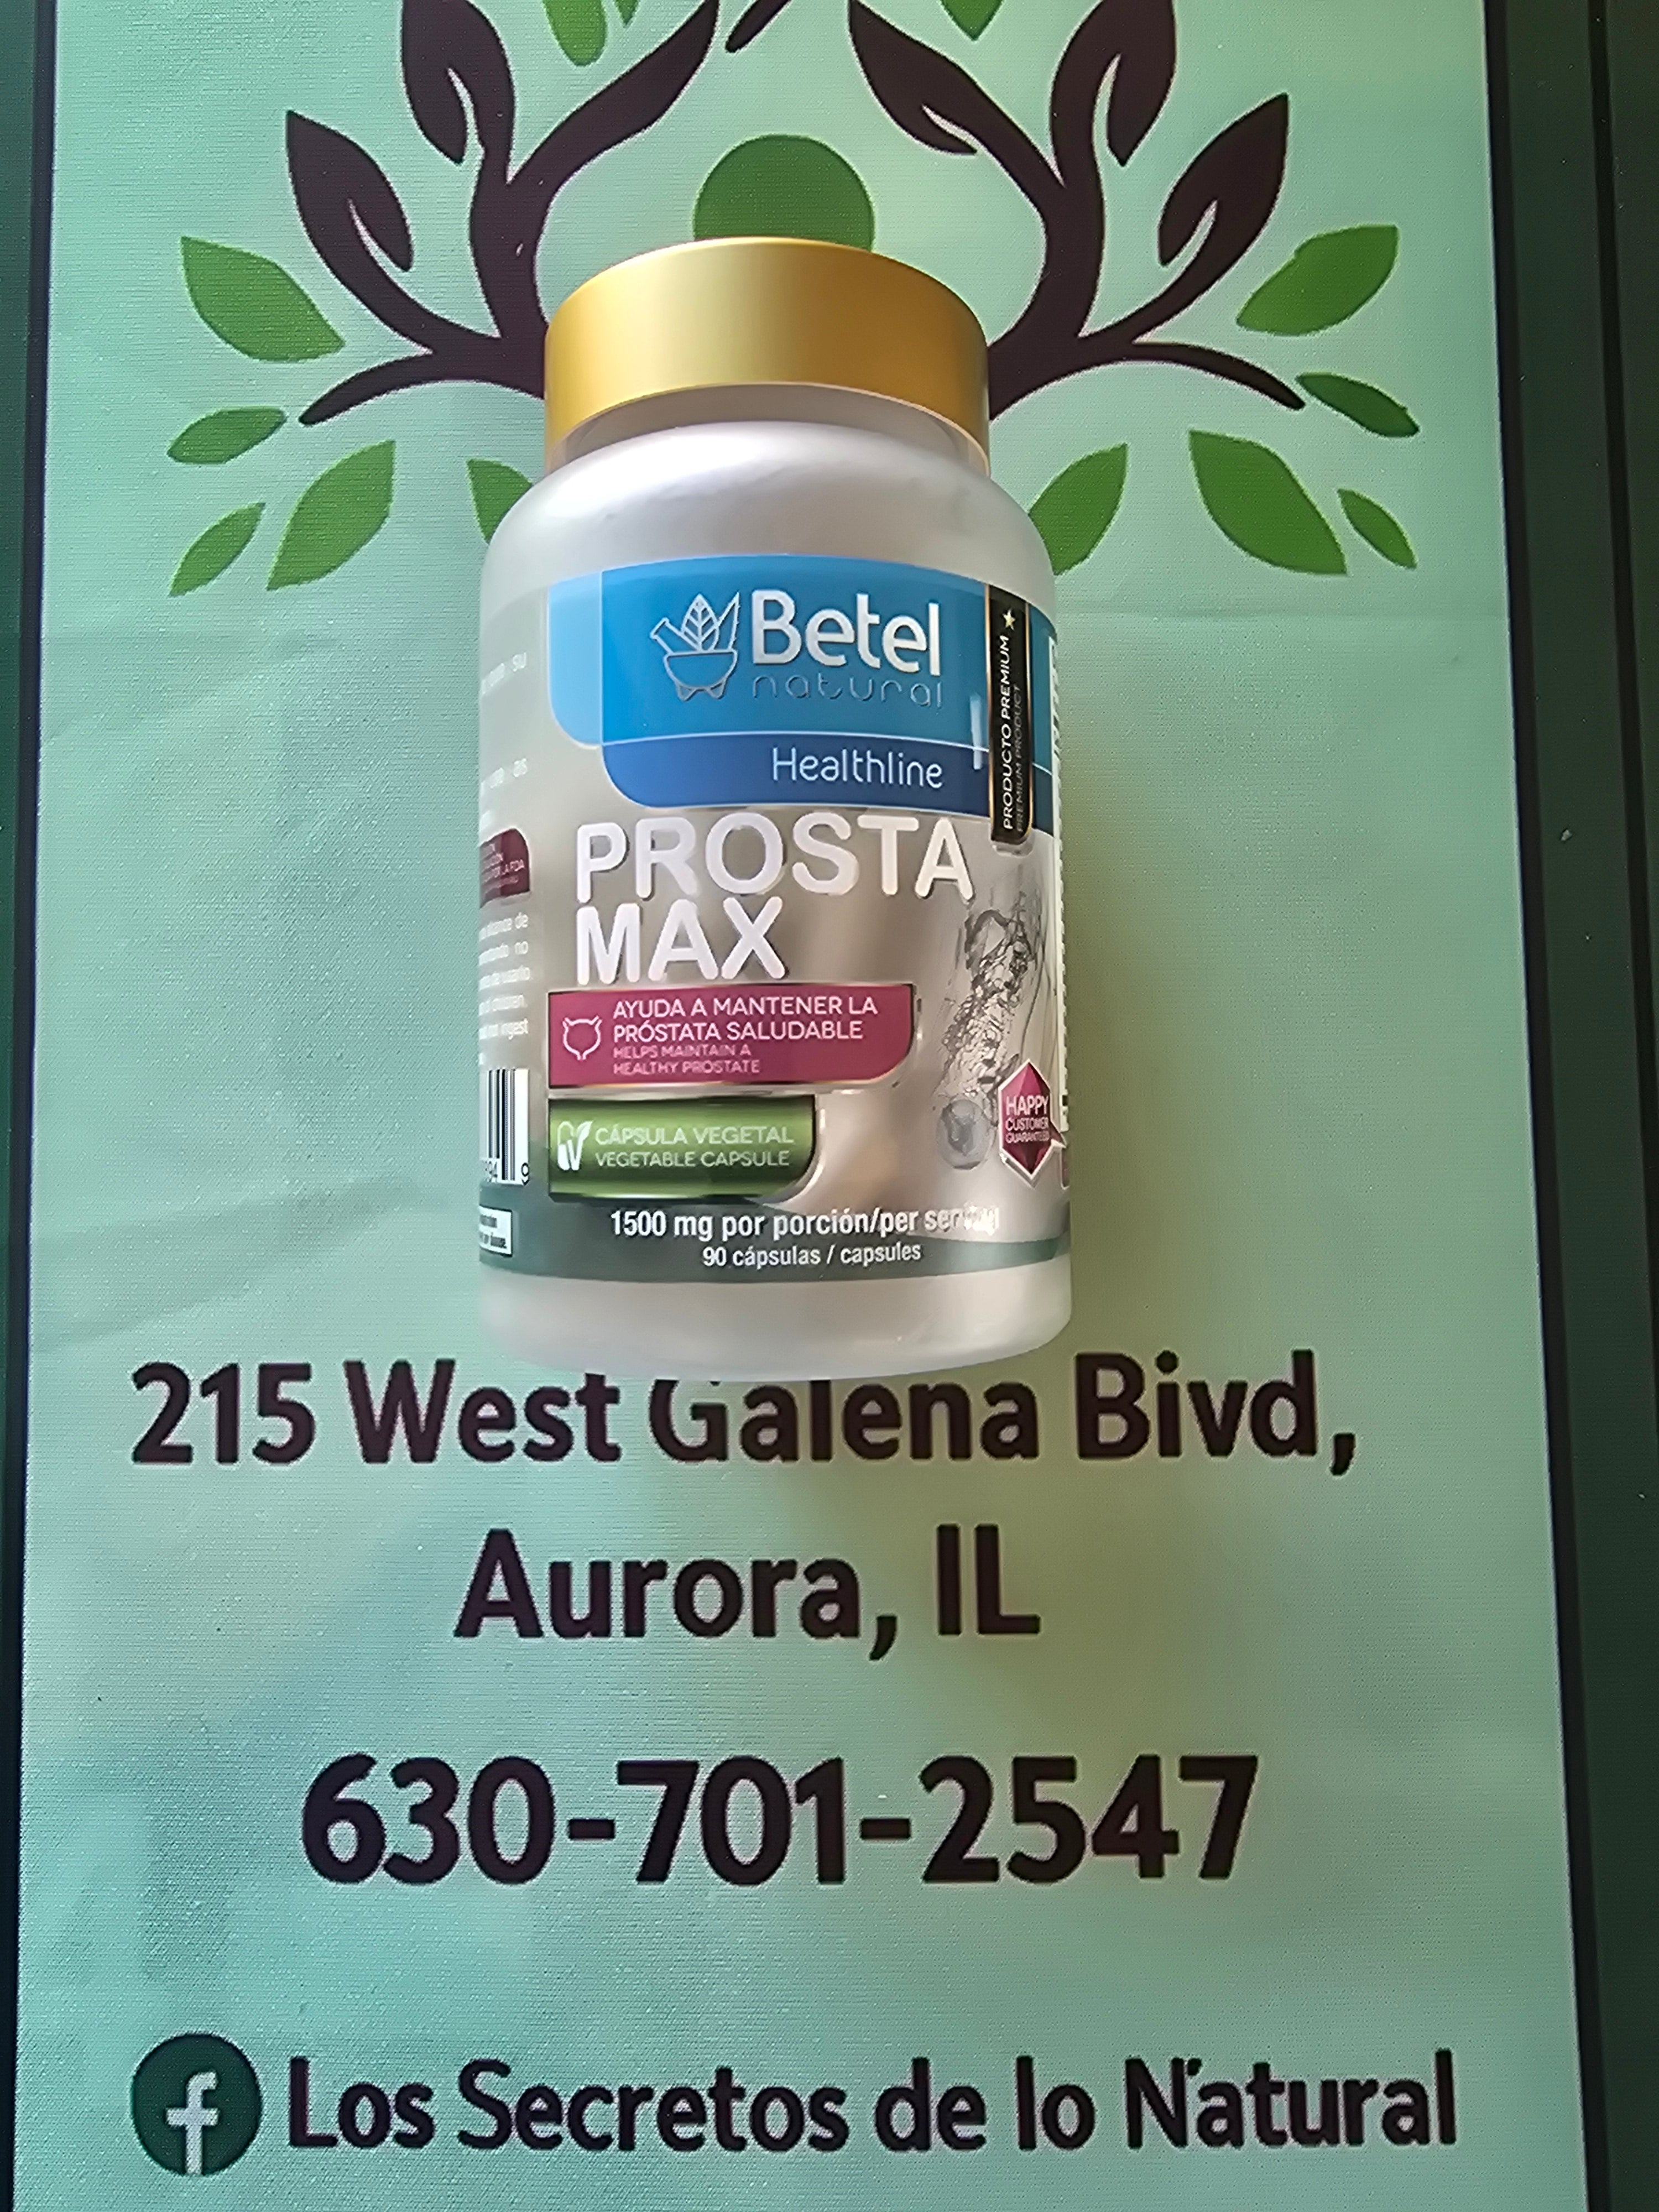 Betel
natural
Healthline
PRODUCTO PREMIUM
PREMIUM PRODUCT
PROSTA
MAX
AYUDA A MANTENER LA
PRÓSTATA SALUDABLE
HELPS MAINTAIN A
HEALTHY PROSTATE
CÁPSULA VEGETAL
VEGETABLE CAPSULE
HAPPY
CUSTOMER
GUARANTEED
1500 mg por porción/per serving
90 cápsulas / capsules
215 West Galena Bivd,
Aurora, IL
630-701-2547
Los Secretos de lo Natural